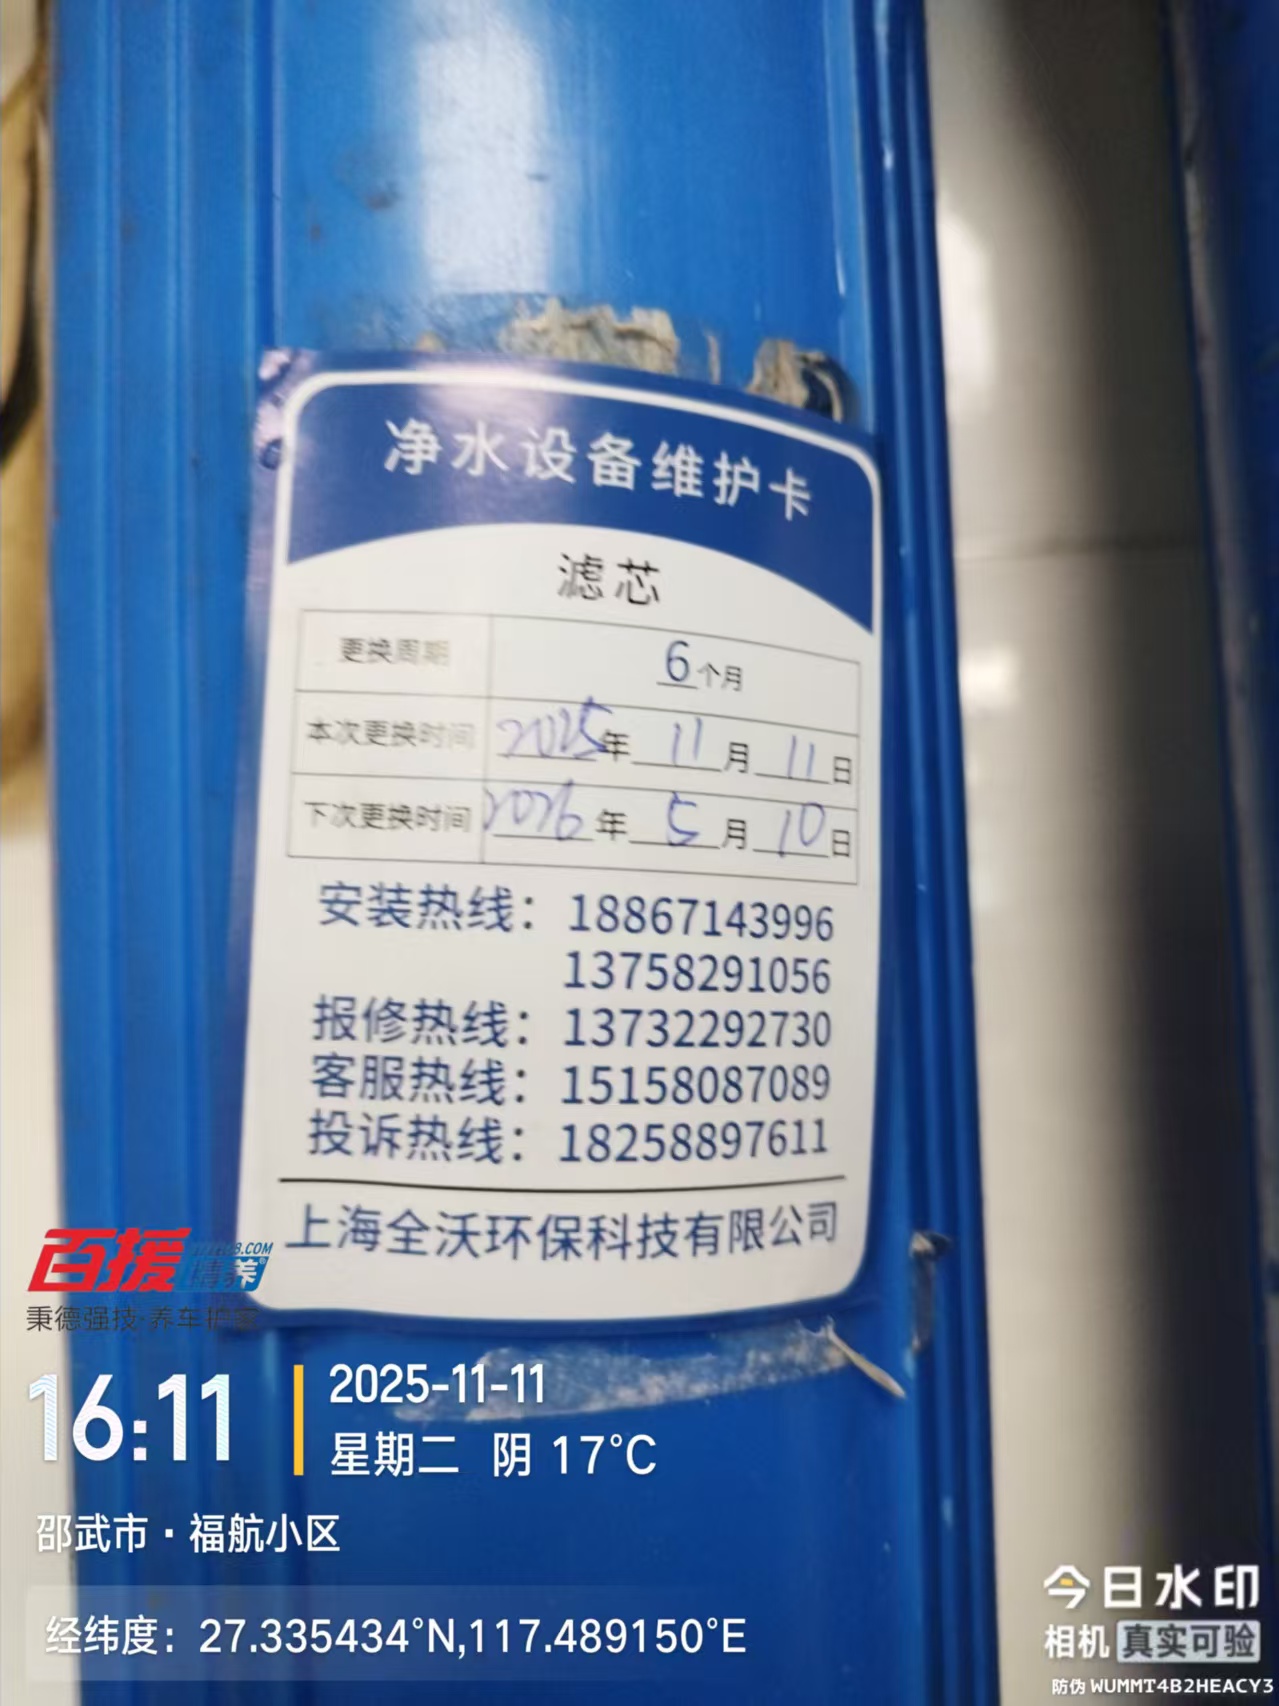 净水设备维护卡
滤芯
更换周期 6个月
本次更换时间 2025年11月11日
下次更换时间 2026年5月10日
安装热线：18867143996
13758291056
报修热线：13732292730
客服热线：15158087089
投诉热线：18258897611
上海全沃环保科技有限公司
百援
精养
秉德强技·养车护
16:11
2025-11-11
星期二 阴 17°C
邵武市·福航小区
经纬度：27.335434°N,117.489150°E
今日水印
相机 真实可验
防伪 WUMMT4B2HEACY3